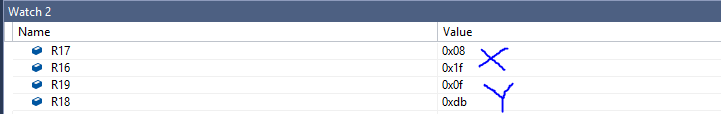 Watch 2
Name Value
R17 0x08
R16 0x1f
X
R19 0x0f
R18 0xdb
Y